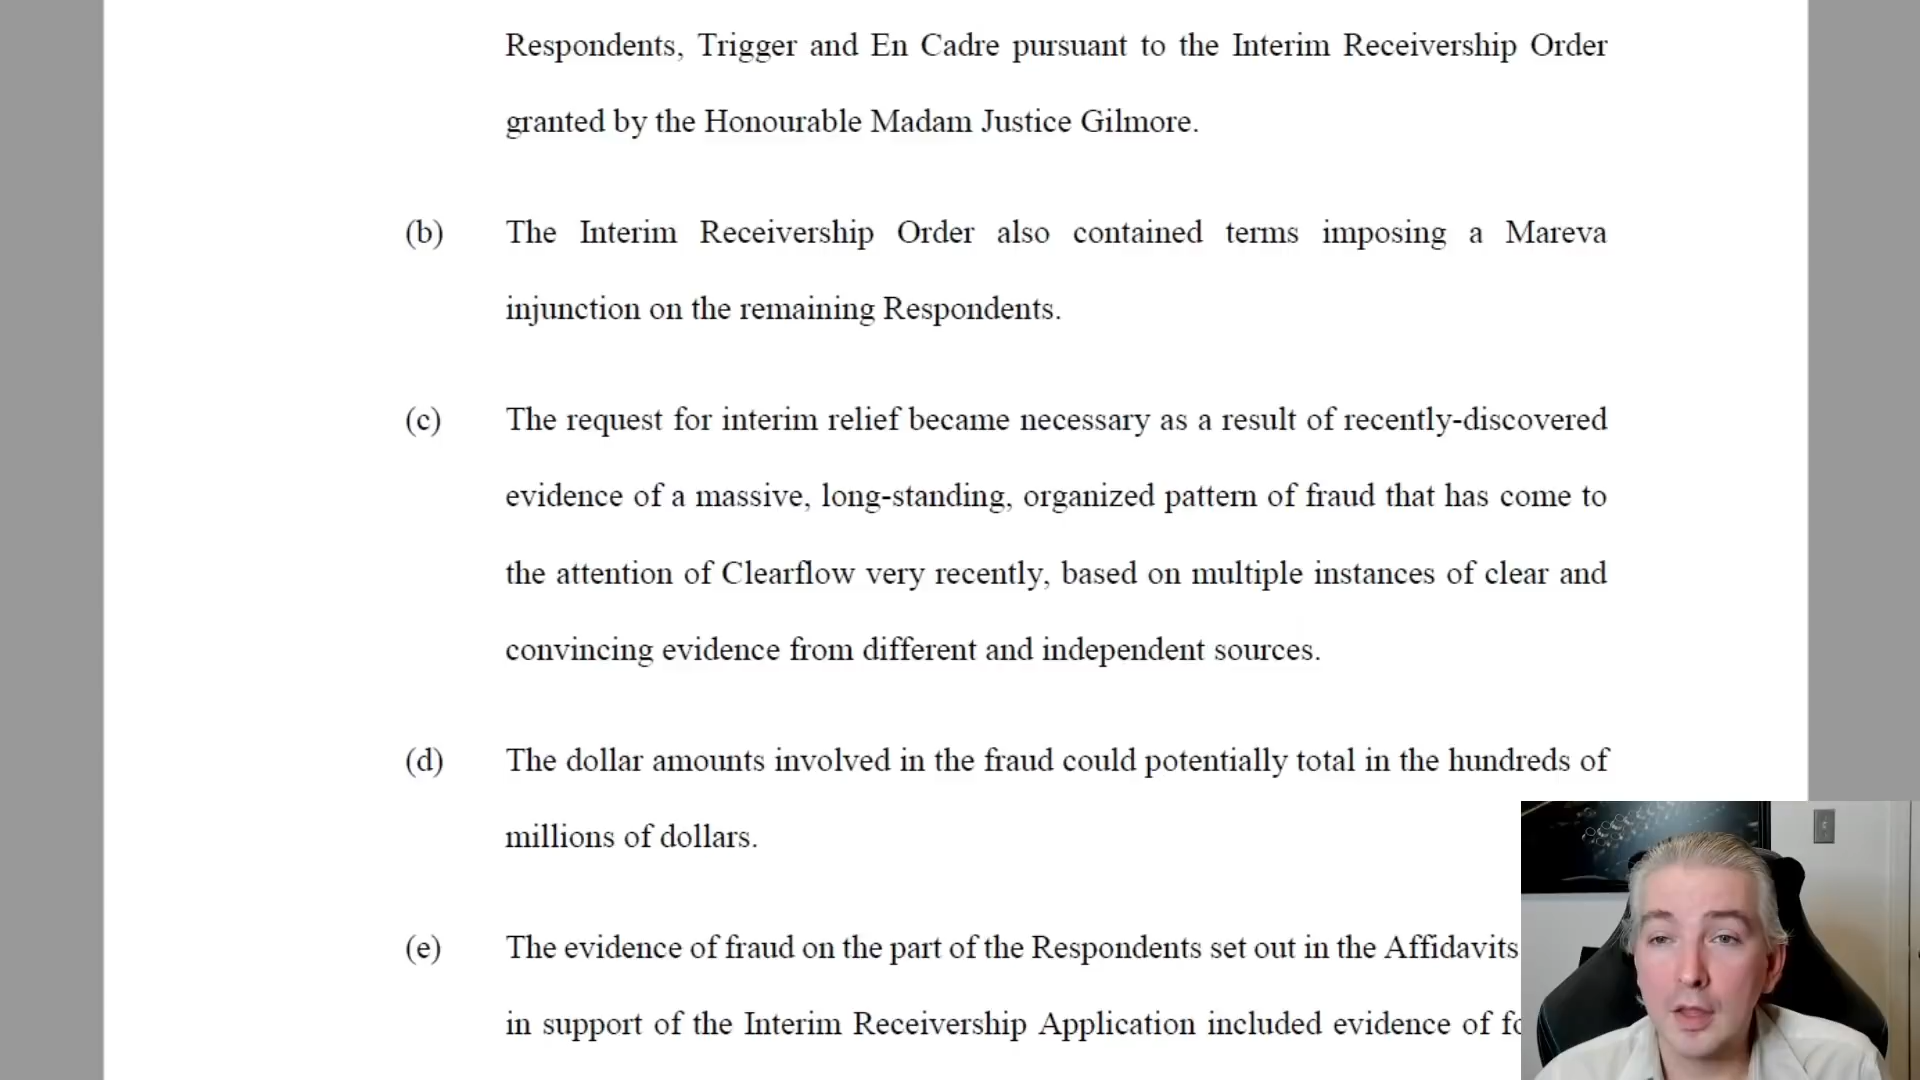 Respondents, Trigger and En Cadre pursuant to the Interim Receivership Order
granted by the Honourable Madam Justice Gilmore.
(b) The Interim Receivership Order also contained terms imposing a Mareva
injunction on the remaining Respondents.
(c) The request for interim relief became necessary as a result of recently-discovered
evidence of a massive, long-standing, organized pattern of fraud that has come to
the attention of Clearflow very recently, based on multiple instances of clear and
convincing evidence from different and independent sources.
(d) The dollar amounts involved in the fraud could potentially total in the hundreds of
millions of dollars.
(e) The evidence of fraud on the part of the Respondents set out in the Affidavits
in support of the Interim Receivership Application included evidence of